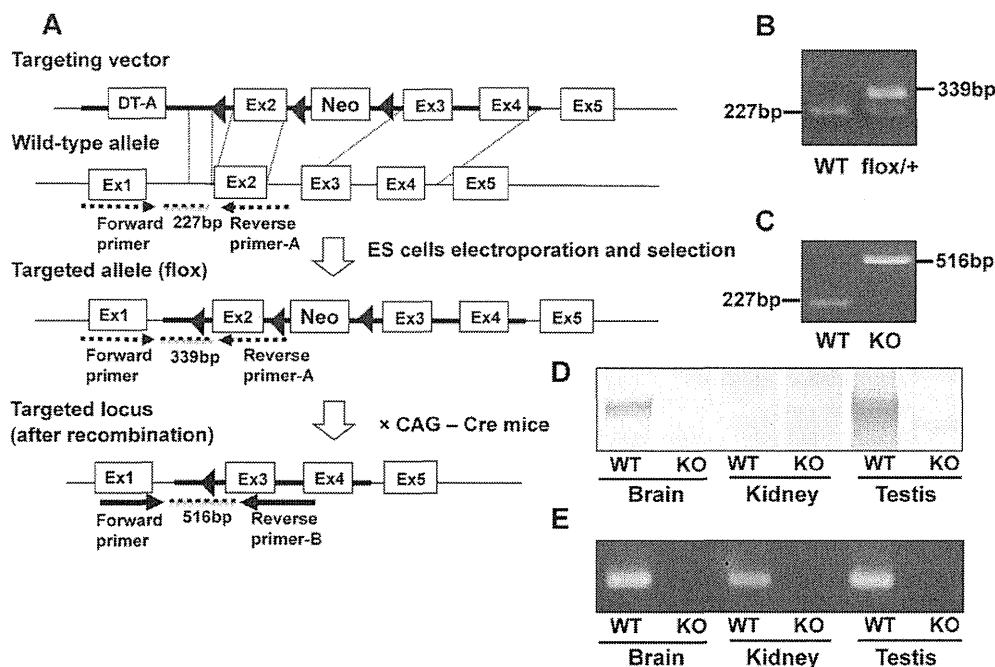 A
Targeting vector
DT-A Ex2 Neo Ex3 Ex4 Ex5
Wild-type allele
Ex1 Ex2 Ex3 Ex4 Ex5
Forward primer 227bp Reverse primer-A
ES cells electroporation and selection
Targeted allele (flox)
Ex1 Ex2 Neo Ex3 Ex4 Ex5
Forward primer 339bp Reverse primer-A
Targeted locus
(after recombination)
× CAG – Cre mice
Ex1 Ex3 Ex4 Ex5
Forward primer 516bp Reverse primer-B
B
339bp
227bp
WT flox/+
C
516bp
227bp
WT KO
D
WT KO WT KO WT KO
Brain Kidney Testis
E
WT KO WT KO WT KO
Brain Kidney Testis